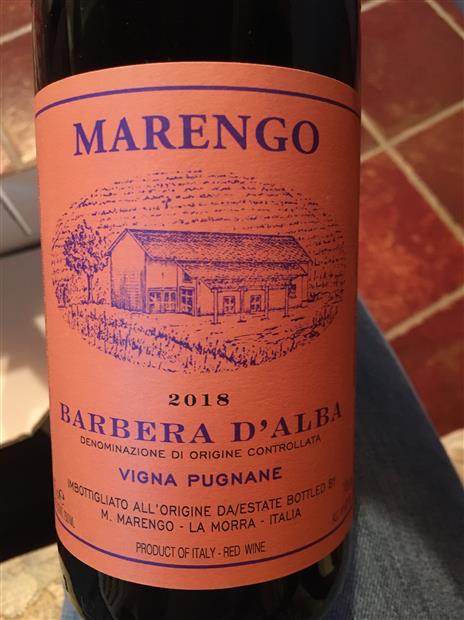 MARENGO
2018
BARBERA D'ALBA
DENOMINAZIONE DI ORIGINE CONTROLLATA
VIGNA PUGNANE
IMBOTTIGLIATO ALL'ORIGINE DA/ESTATE BOTTLED BY
M. MARENGO - LA MORRA - ITALIA
PRODUCT OF ITALY - RED WINE